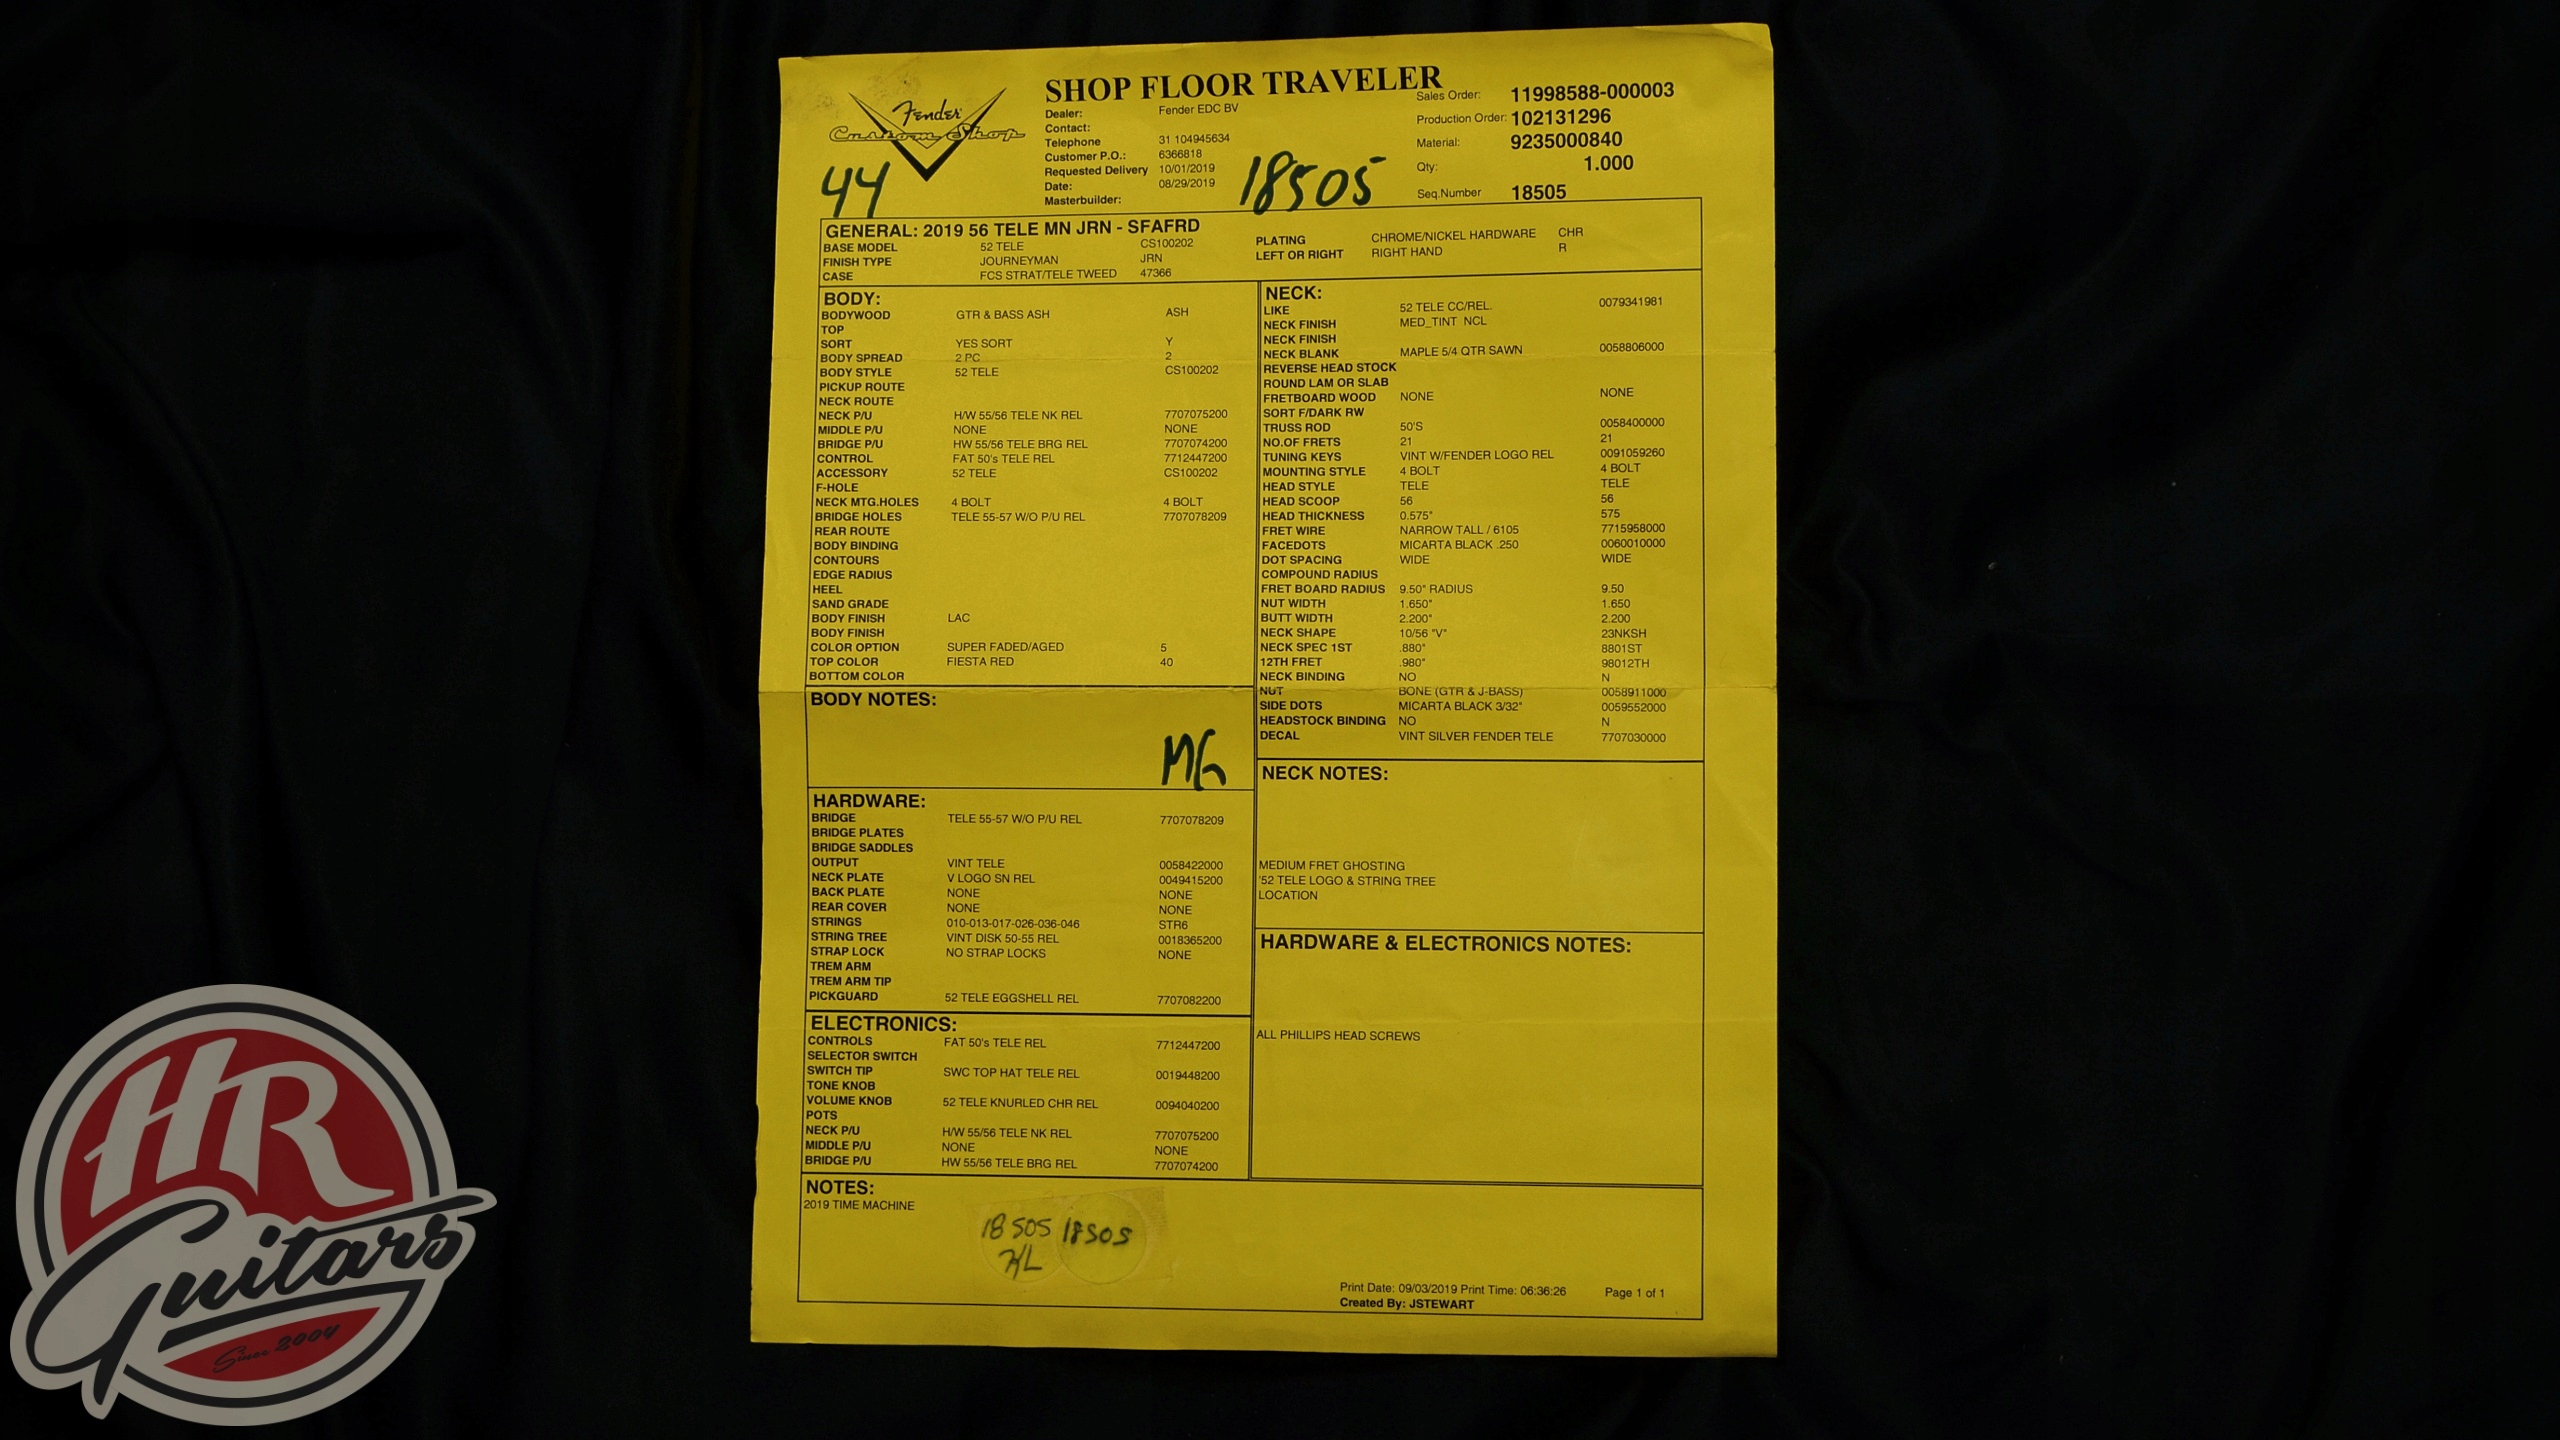 Fender
Custom Shop
44
SHOP FLOOR TRAVELER
Dealer: Fender EDC BV
Contact:
Telephone 31 104945634
Customer P.O.: 6366818
Requested Delivery 10/01/2019
Date: 08/29/2019
Masterbuilder:
18505
Sales Order: 11998588-000003
Production Order: 102131296
Material: 9235000840
Qty: 1.000
Seq.Number 18505
GENERAL: 2019 56 TELE MN JRN - SFAFRD
BASE MODEL 52 TELE CS100202
FINISH TYPE JOURNEYMAN JRN
CASE FCS STRAT/TELE TWEED 47366
PLATING CHROME/NICKEL HARDWARE CHR
LEFT OR RIGHT RIGHT HAND R
BODY:
BODYWOOD GTR & BASS ASH ASH
TOP
SORT YES SORT Y
BODY SPREAD 2 PC 2
BODY STYLE 52 TELE CS100202
PICKUP ROUTE
NECK ROUTE
NECK P/U H/W 55/56 TELE NK REL 7707075200
MIDDLE P/U NONE NONE
BRIDGE P/U HW 55/56 TELE BRG REL 7707074200
CONTROL FAT 50's TELE REL 7712447200
ACCESSORY 52 TELE CS100202
F-HOLE
NECK MTG.HOLES 4 BOLT 4 BOLT
BRIDGE HOLES TELE 55-57 W/O P/U REL 7707078209
REAR ROUTE
BODY BINDING
CONTOURS
EDGE RADIUS
HEEL
SAND GRADE
BODY FINISH LAC
BODY FINISH
COLOR OPTION SUPER FADED/AGED 5
TOP COLOR FIESTA RED 40
BOTTOM COLOR
BODY NOTES:
MG
HARDWARE:
BRIDGE TELE 55-57 W/O P/U REL 7707078209
BRIDGE PLATES
BRIDGE SADDLES
OUTPUT VINT TELE 0058422000
NECK PLATE V LOGO SN REL 0049415200
BACK PLATE NONE NONE
REAR COVER NONE NONE
STRINGS 010-013-017-026-036-046 STR6
STRING TREE VINT DISK 50-55 REL 0018365200
STRAP LOCK NO STRAP LOCKS NONE
TREM ARM
TREM ARM TIP
PICKGUARD 52 TELE EGGSHELL REL 7707082200
ELECTRONICS:
CONTROLS FAT 50's TELE REL 7712447200
SELECTOR SWITCH
SWITCH TIP SWC TOP HAT TELE REL 0019448200
TONE KNOB
VOLUME KNOB 52 TELE KNURLED CHR REL 0094040200
POTS
NECK P/U H/W 55/56 TELE NK REL 7707075200
MIDDLE P/U NONE NONE
BRIDGE P/U HW 55/56 TELE BRG REL 7707074200
NECK:
LIKE 52 TELE CC/REL. 0079341981
NECK FINISH MED_TINT NCL
NECK FINISH
NECK BLANK MAPLE 5/4 QTR SAWN 0058806000
REVERSE HEAD STOCK
ROUND LAM OR SLAB
FRETBOARD WOOD NONE NONE
SORT F/DARK RW
TRUSS ROD 50'S 0058400000
NO.OF FRETS 21 21
TUNING KEYS VINT W/FENDER LOGO REL 0091059260
MOUNTING STYLE 4 BOLT 4 BOLT
HEAD STYLE TELE TELE
HEAD SCOOP 56 56
HEAD THICKNESS 0.575" 575
FRET WIRE NARROW TALL / 6105 7715958000
FACEDOTS MICARTA BLACK .250 0060010000
DOT SPACING WIDE WIDE
COMPOUND RADIUS
FRET BOARD RADIUS 9.50" RADIUS 9.50
NUT WIDTH 1.650" 1.650
BUTT WIDTH 2.200" 2.200
NECK SHAPE 10/56 "V" 23NKSH
NECK SPEC 1ST .880" 8801ST
12TH FRET .980" 98012TH
NECK BINDING NO N
NUT BONE (GTR & J-BASS) 0058911000
SIDE DOTS MICARTA BLACK 3/32" 0059552000
HEADSTOCK BINDING NO N
DECAL VINT SILVER FENDER TELE 7707030000
NECK NOTES:
MEDIUM FRET GHOSTING
'52 TELE LOGO & STRING TREE
LOCATION
HARDWARE & ELECTRONICS NOTES:
ALL PHILLIPS HEAD SCREWS
NOTES:
2019 TIME MACHINE
18505 18505
Print Date: 09/03/2019 Print Time: 06:36:26 Page 1 of 1
Created By: JSTEWART
HR
Guitars
Since 2004